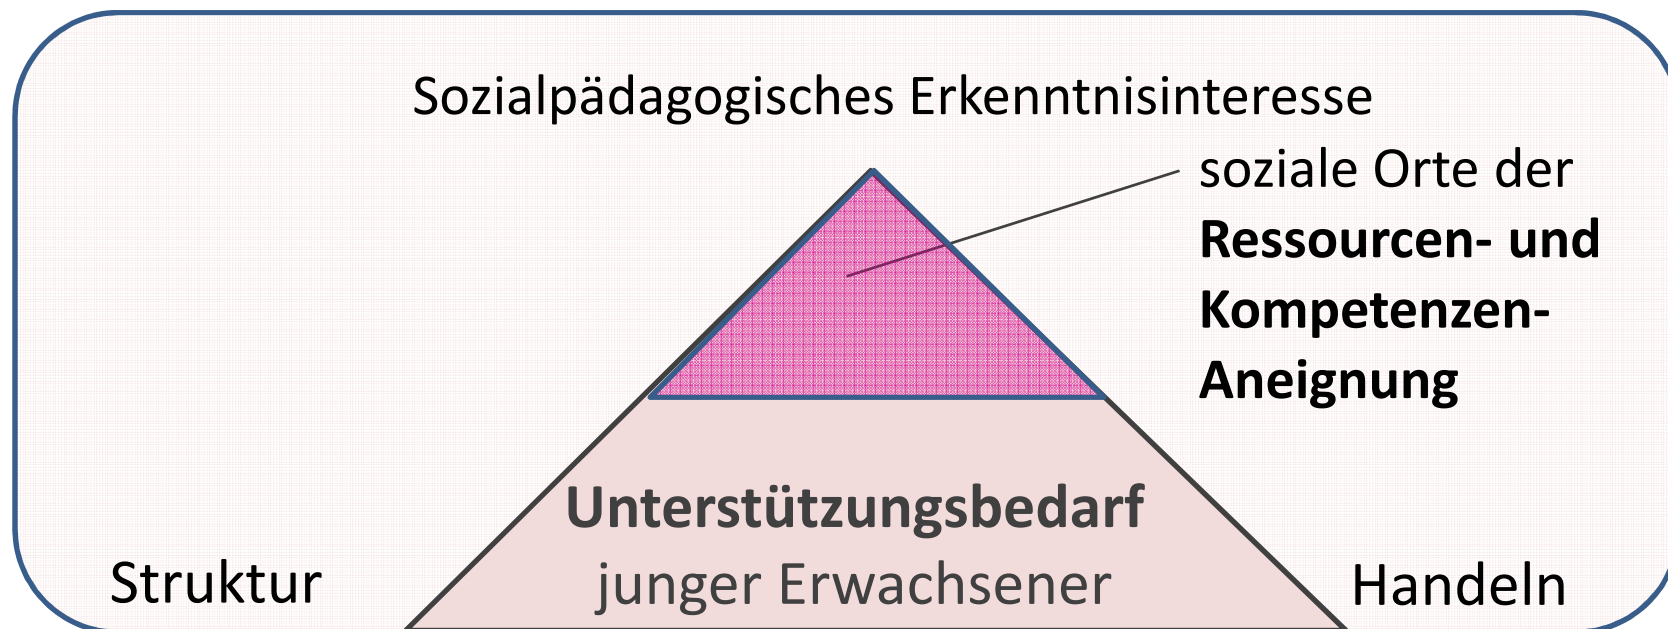 Sozialpädagogisches Erkenntnisinteresse
soziale Orte der
Ressourcen- und
Kompetenzen-
Aneignung
Unterstützungsbedarf
junger Erwachsener
Struktur
Handeln